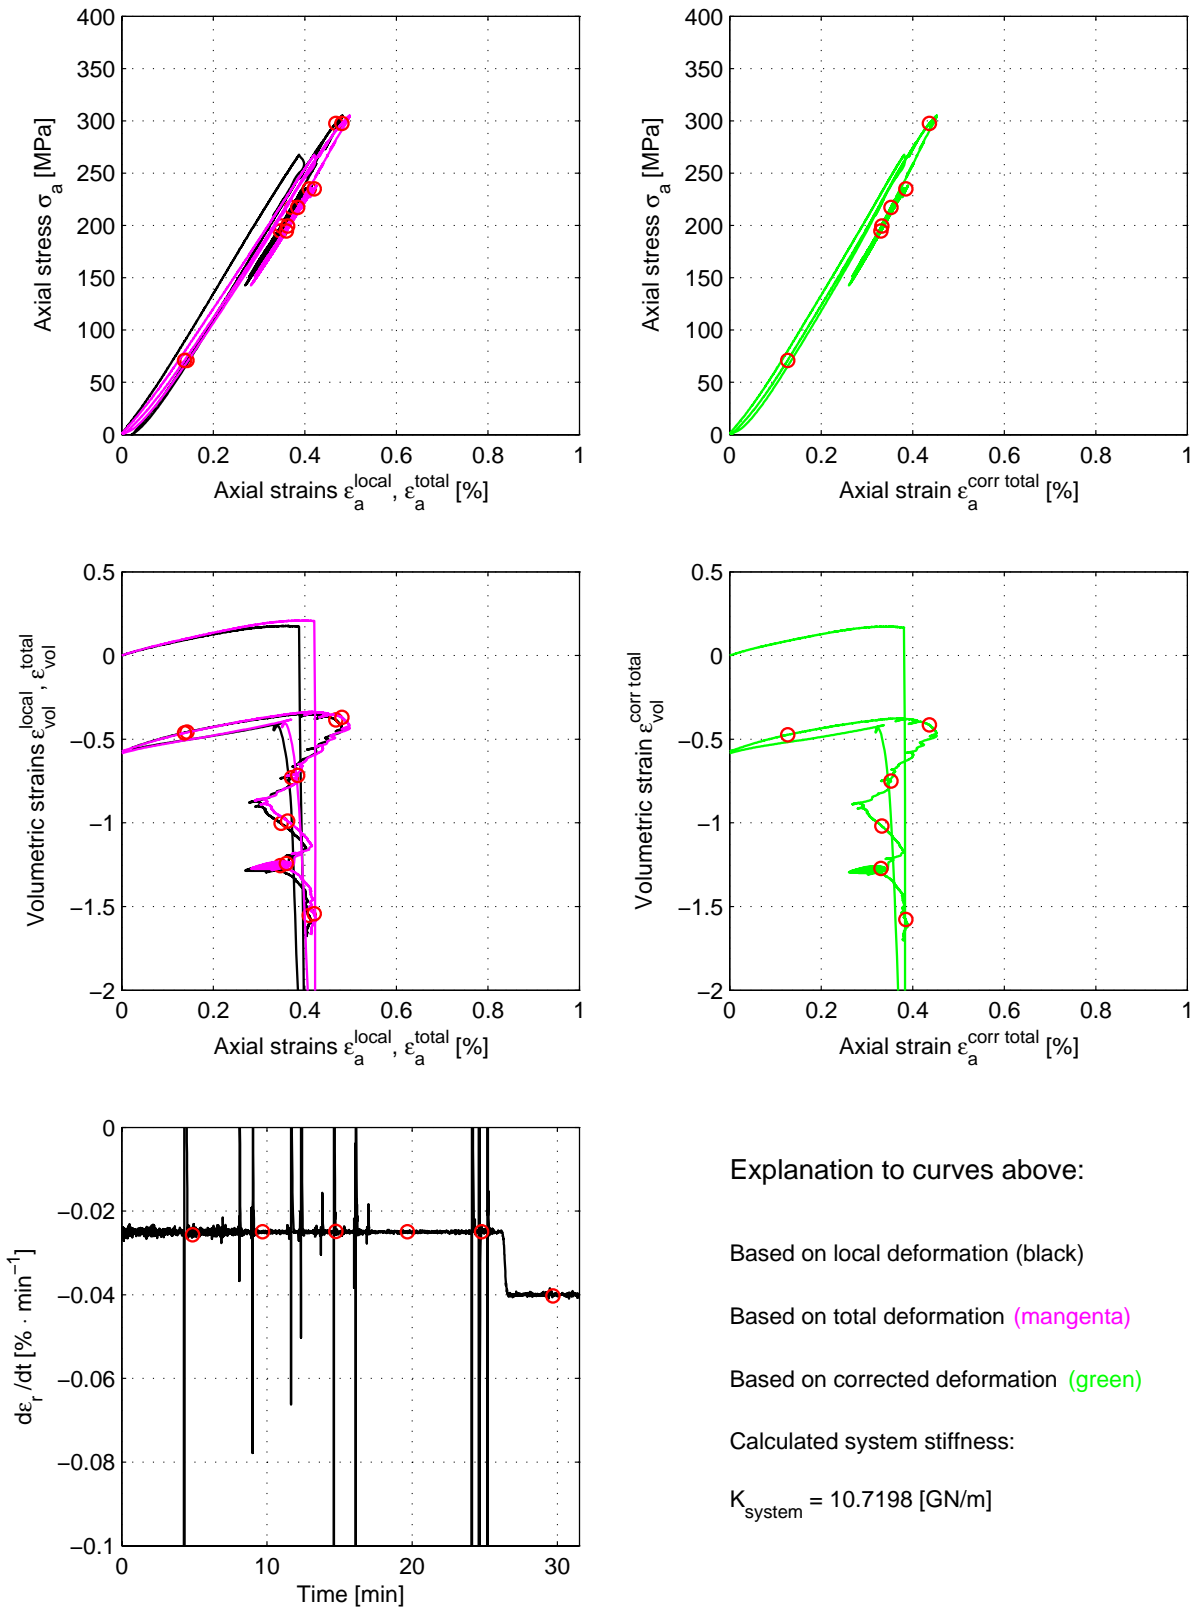 400
350
300
250
200
150
100
50
0
0 0.2 0.4 0.6 0.8 1
Axial stress σa [MPa]
Axial strains εa^local, εa^total [%]
400
350
300
250
200
150
100
50
0
0 0.2 0.4 0.6 0.8 1
Axial stress σa [MPa]
Axial strain εa^corr total [%]
0.5
0
−0.5
−1
−1.5
−2
0 0.2 0.4 0.6 0.8 1
Volumetric strains εvol^local, εvol^total
Axial strains εa^local, εa^total [%]
0.5
0
−0.5
−1
−1.5
−2
0 0.2 0.4 0.6 0.8 1
Volumetric strain εvol^corr total
Axial strain εa^corr total [%]
0
−0.02
−0.04
−0.06
−0.08
−0.1
0 10 20 30
dεr/dt [% · min−1]
Time [min]
Explanation to curves above:
Based on local deformation (black)
Based on total deformation (mangenta)
Based on corrected deformation (green)
Calculated system stiffness:
Ksystem = 10.7198 [GN/m]